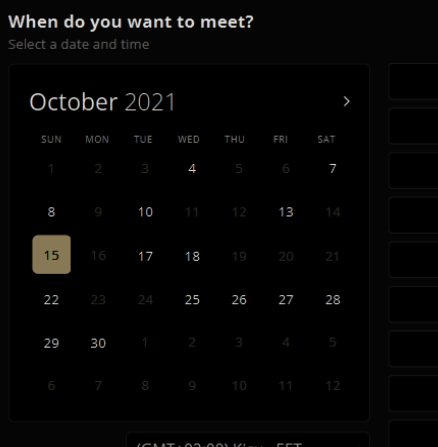 When do you want to meet?
Select a date and time
October 2021
SUN MON TUE WED THU FRI SAT
1 2 3 4 5 6 7
8 9 10 11 12 13 14
15 16 17 18 19 20 21
22 23 24 25 26 27 28
29 30 1 2 3 4 5
6 7 8 9 10 11 12
(GMT+02:00) Kiev - EET